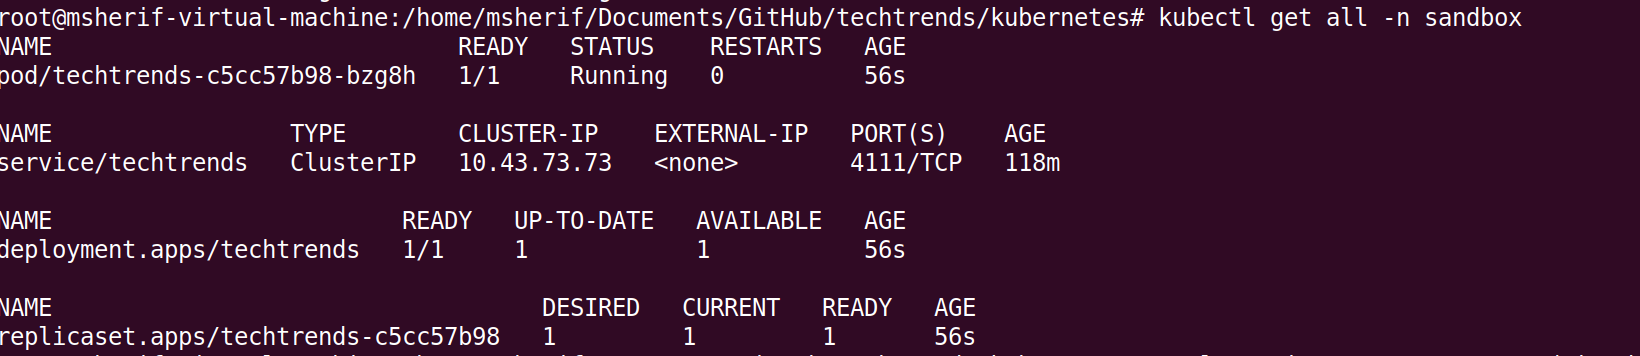 root@msherif-virtual-machine:/home/msherif/Documents/GitHub/techtrends/kubernetes# kubectl get all -n sandbox
NAME                             READY   STATUS    RESTARTS   AGE
pod/techtrends-c5cc57b98-bzg8h   1/1     Running   0          56s
NAME                 TYPE        CLUSTER-IP    EXTERNAL-IP   PORT(S)    AGE
service/techtrends   ClusterIP   10.43.73.73   <none>        4111/TCP   118m
NAME                         READY   UP-TO-DATE   AVAILABLE   AGE
deployment.apps/techtrends   1/1     1            1           56s
NAME                                   DESIRED   CURRENT   READY   AGE
replicaset.apps/techtrends-c5cc57b98   1         1         1       56s